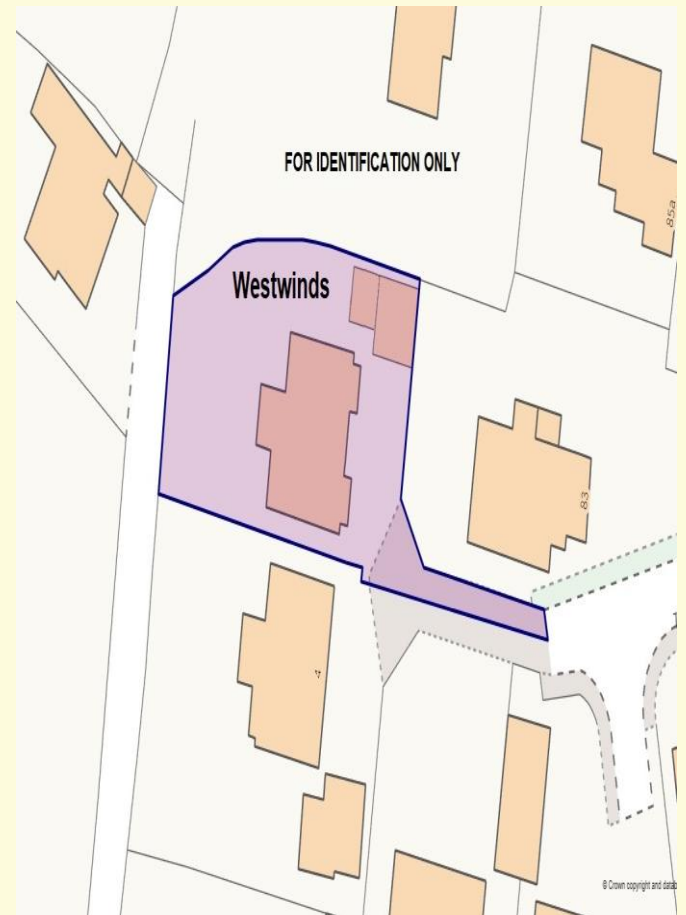 FOR IDENTIFICATION ONLY
85a
Westwinds
83
4
© Crown copyright and datab